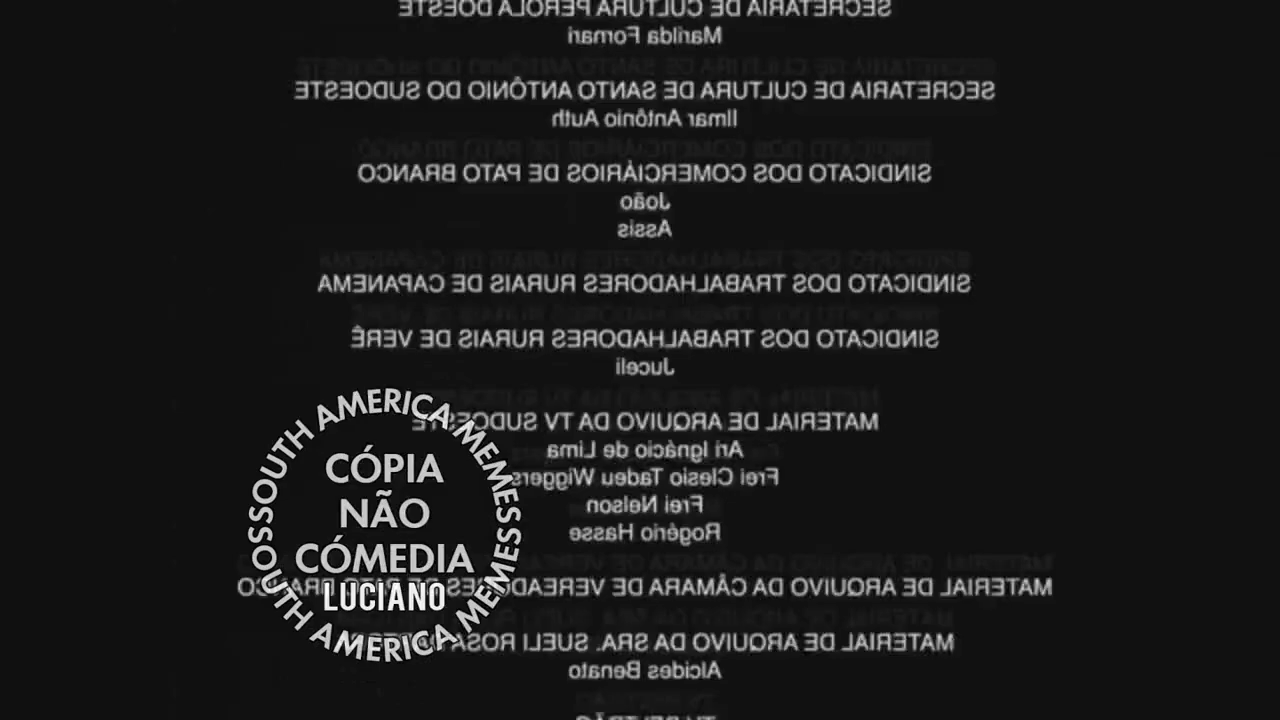 SECRETARIA DE CULTURA PÉROLA DOESTE
Marilda Fornari
SECRETARIA DE CULTURA DE SANTO ANTÔNIO DO SUDOESTE
Ilmar Antônio Auth
SINDICATO DOS COMERCIÁRIOS DE PATO BRANCO
João
Assis
SINDICATO DOS TRABALHADORES RURAIS DE CAPANEMA
SINDICATO DOS TRABALHADORES RURAIS DE VERÊ
Juceli
MATERIAL DE ARQUIVO DA TV SUDOESTE
Ari Ignácio de Lima
Frei Clesio Tadeu Wiggers
Frei Nelson
Rogério Hasse
MATERIAL DE ARQUIVO DA CÂMARA DE VEREADORES DE PATO BRANCO
MATERIAL DE ARQUIVO DA SRA. SUELI ROSA
Alcides Benato
TV BELTRÃO
SOUTH AMERICA MEMES
CÓPIA
NÃO
CÓMEDIA
LUCIANO
SOUTH AMERICA MEMES